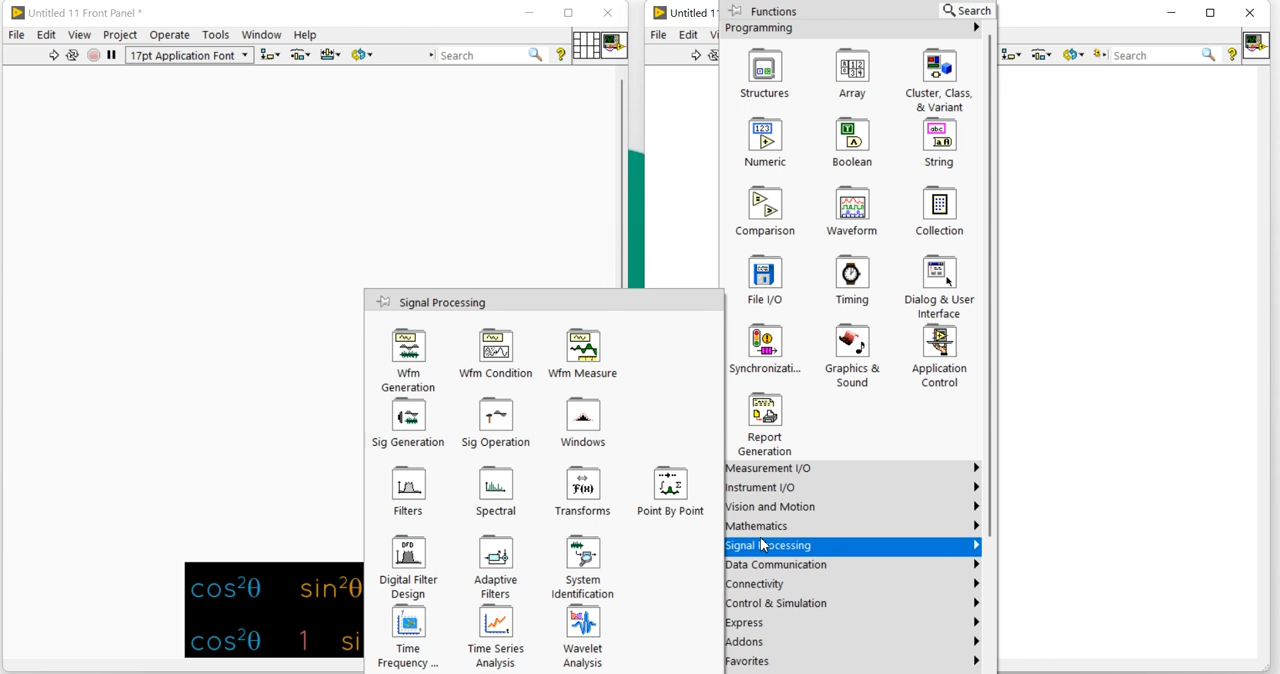 Untitled 11 Front Panel *
File Edit View Project Operate Tools Window Help
17pt Application Font
Search
cos²θ sin²θ
cos²θ 1 si
Untitled 11
File Edit Vi
Search
Functions
Search
Programming
Structures Array Cluster, Class,
& Variant
Numeric Boolean String
Comparison Waveform Collection
File I/O Timing Dialog & User
Interface
Synchronizati... Graphics & Application
Sound Control
Report
Generation
Measurement I/O
Instrument I/O
Vision and Motion
Mathematics
Signal Processing
Data Communication
Connectivity
Control & Simulation
Express
Addons
Favorites
Signal Processing
Wfm Wfm Condition Wfm Measure
Generation
Sig Generation Sig Operation Windows
Filters Spectral Transforms Point By Point
Digital Filter Adaptive System
Design Filters Identification
Time Time Series Wavelet
Frequency ... Analysis Analysis